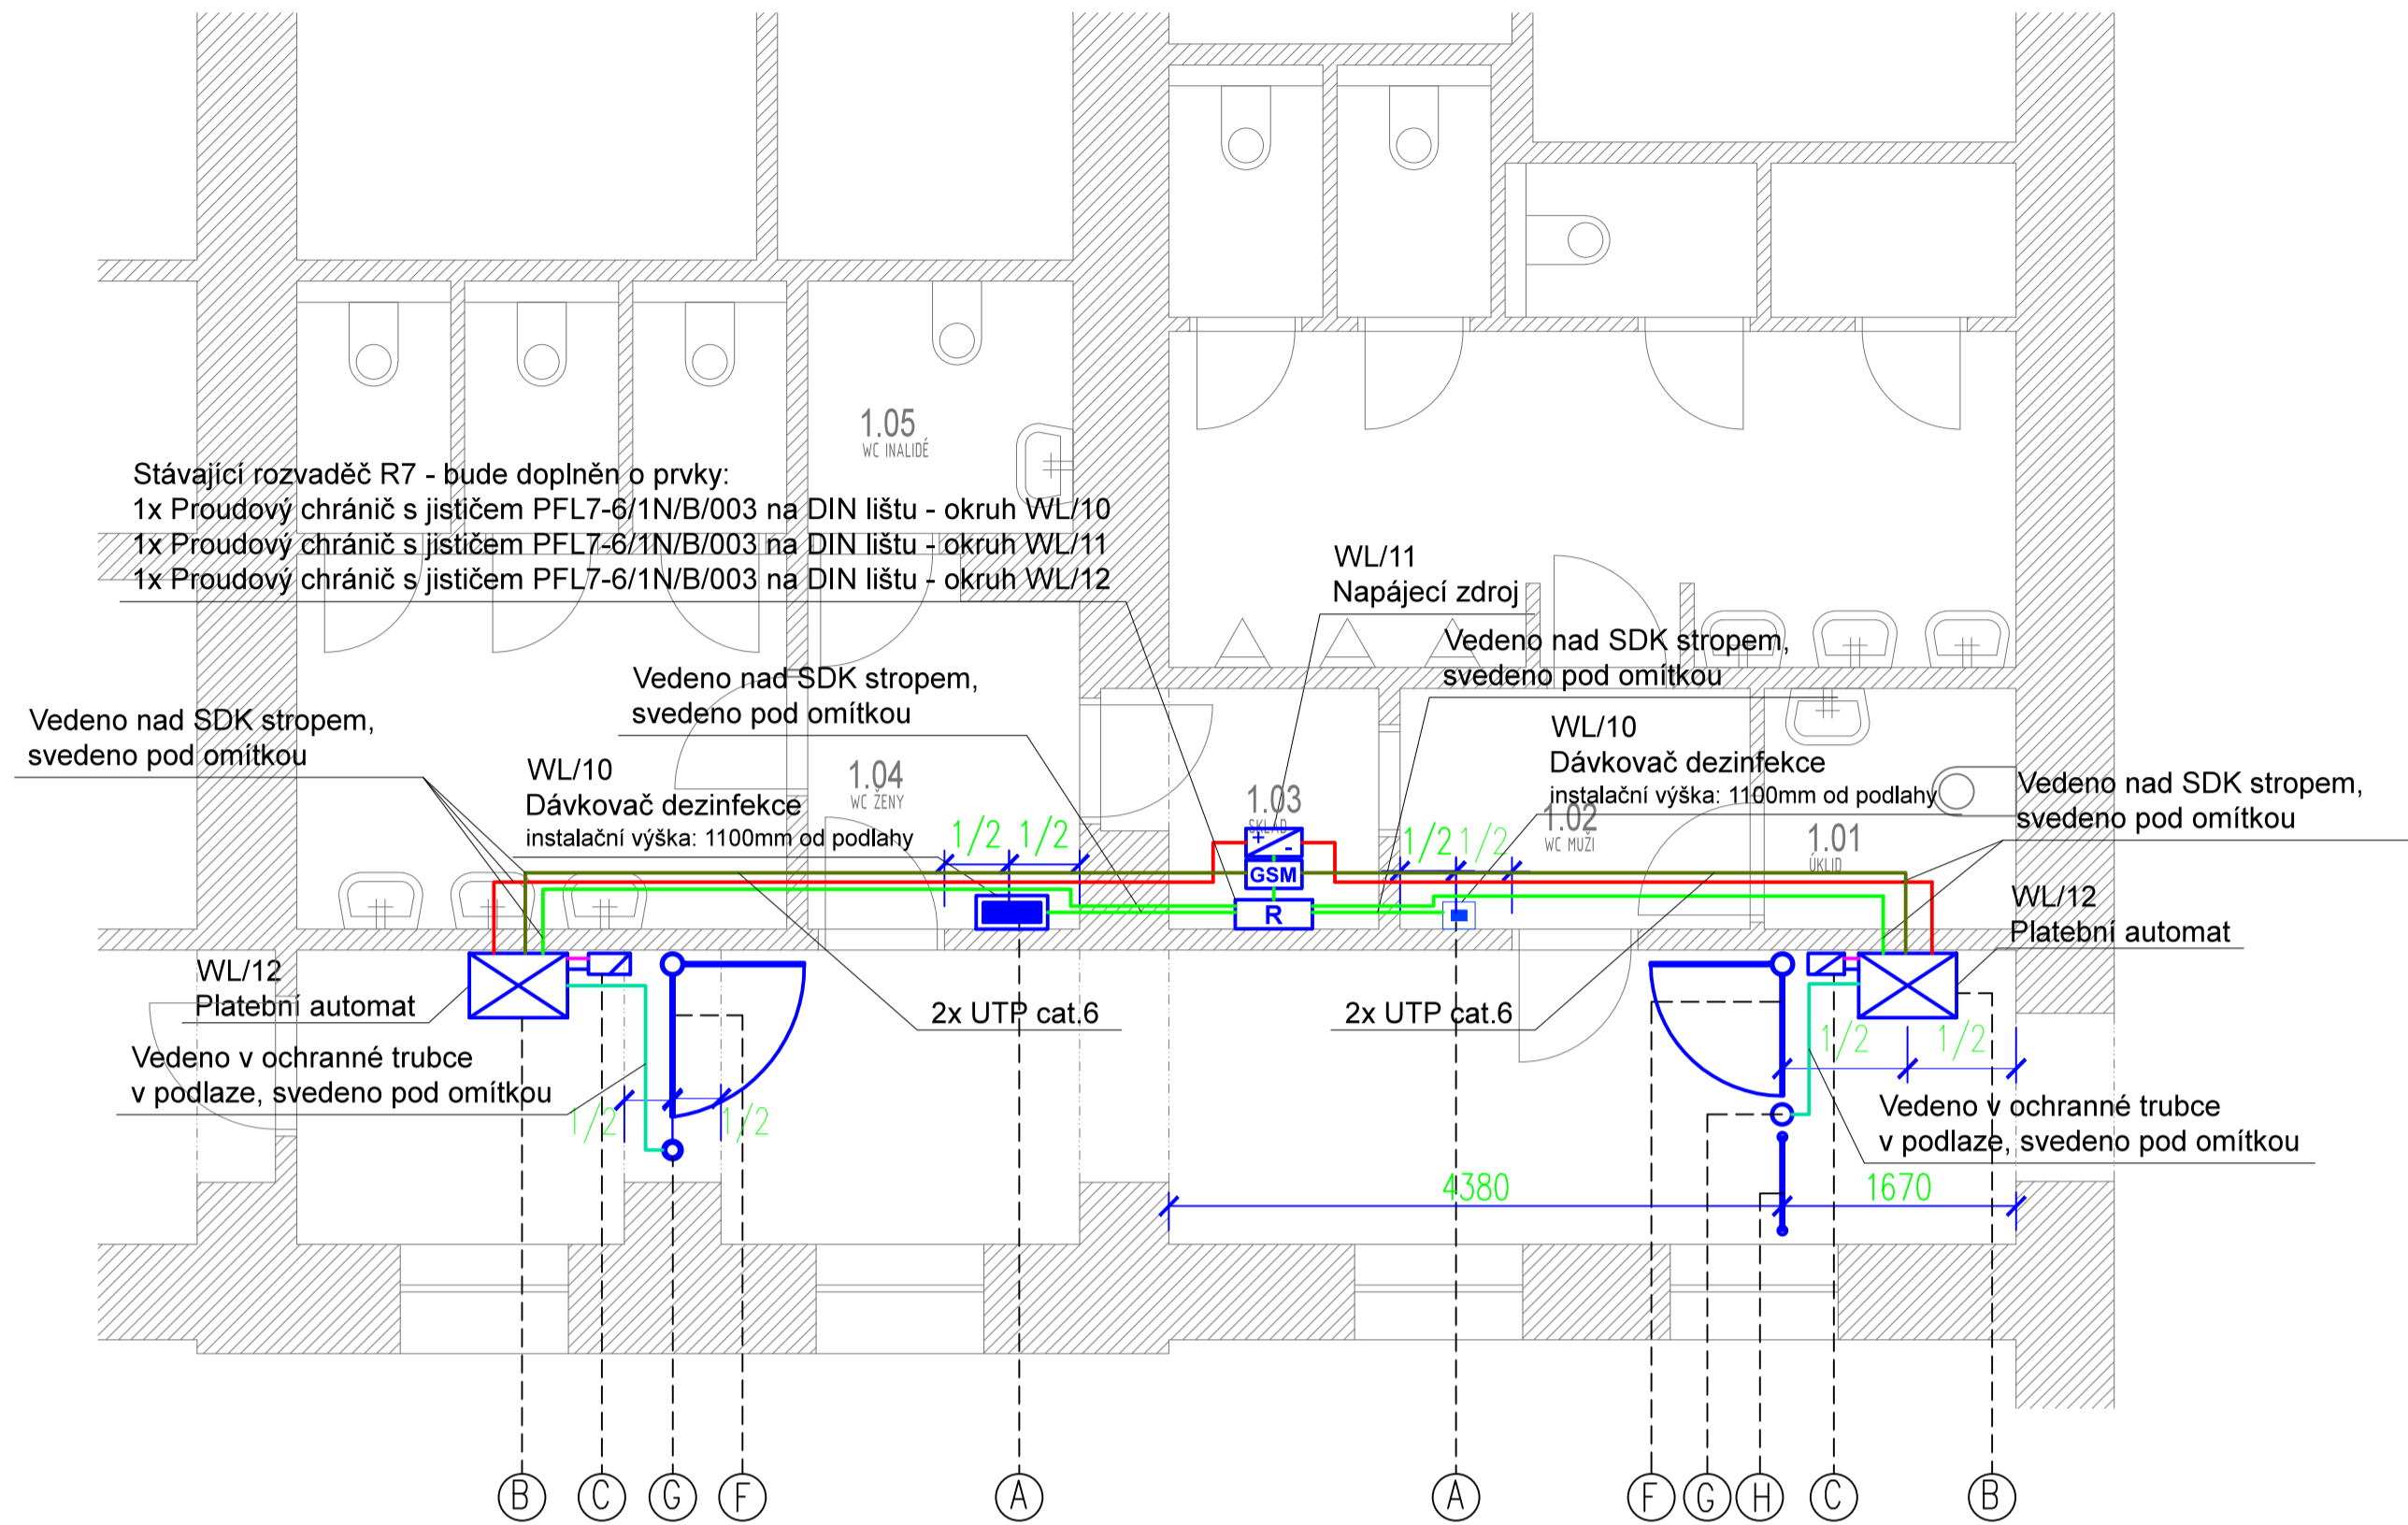 1.05
WC INALIDÉ
Stávající rozvaděč R7 - bude doplněn o prvky:
1x Proudový chránič s jističem PFL7-6/1N/B/003 na DIN lištu - okruh WL/10
1x Proudový chránič s jističem PFL7-6/1N/B/003 na DIN lištu - okruh WL/11
1x Proudový chránič s jističem PFL7-6/1N/B/003 na DIN lištu - okruh WL/12
WL/11
Napájecí zdroj
Vedeno nad SDK stropem,
svedeno pod omítkou
Vedeno nad SDK stropem,
svedeno pod omítkou
Vedeno nad SDK stropem,
svedeno pod omítkou
WL/10
Dávkovač dezinfekce
instalační výška: 1100mm od podlahy
WL/10
Dávkovač dezinfekce
instalační výška: 1100mm od podlahy
Vedeno nad SDK stropem,
svedeno pod omítkou
1.04
WC ŽENY
1.03
SKLAD
1.02
WC MUŽI
1.01
ÚKLID
1/2 1/2
1/2 1/2
+ -
GSM
R
WL/12
Platební automat
WL/12
Platební automat
2x UTP cat.6
2x UTP cat.6
1/2 1/2
Vedeno v ochranné trubce
v podlaze, svedeno pod omítkou
1/2 1/2
Vedeno v ochranné trubce
v podlaze, svedeno pod omítkou
4380
1670
B C G F A A F G H C B